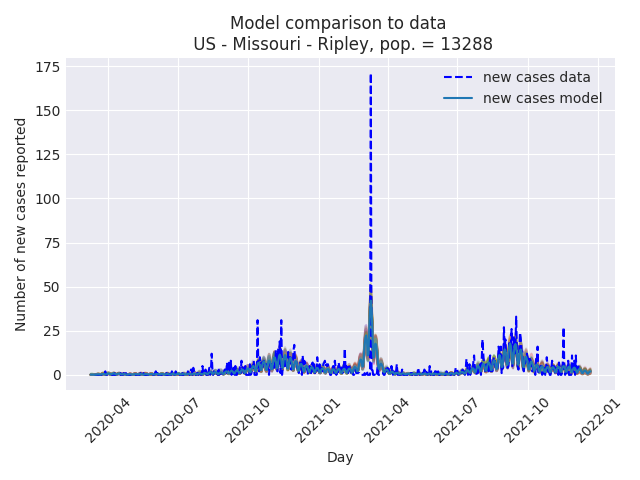 Model comparison to data
US - Missouri - Ripley, pop. = 13288
new cases data
new cases model
Number of new cases reported
175
150
125
100
75
50
25
0
2020-04
2020-07
2020-10
2021-01
2021-04
2021-07
2021-10
2022-01
Day